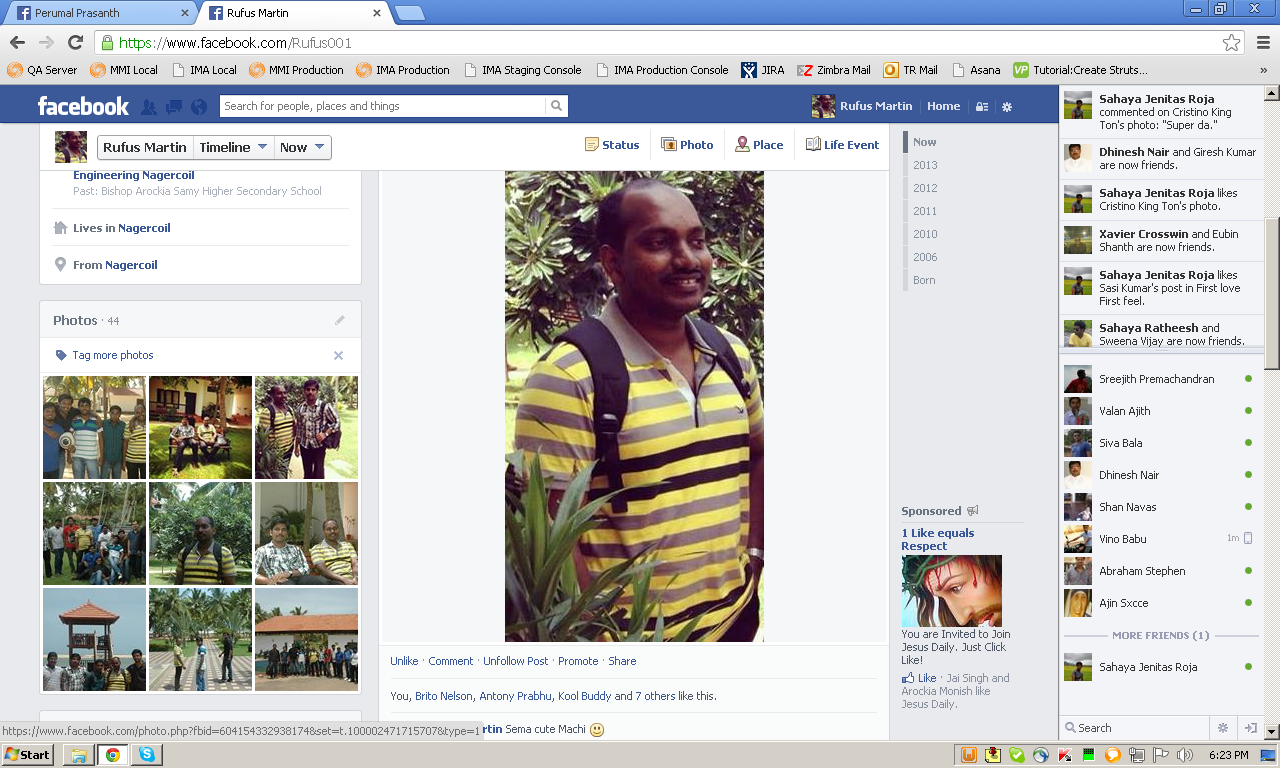 Perumal Prasanth
Rufus Martin
https://www.facebook.com/Rufus001
QA Server
MMI Local
IMA Local
MMI Production
IMA Production
IMA Staging Console
IMA Production Console
JIRA
Zimbra Mail
TR Mail
Asana
Tutorial:Create Struts...
»
facebook
Search for people, places and things
Rufus Martin
Home
Rufus Martin
Timeline
Now
Status
Photo
Place
Life Event
Engineering Nagercoil
Past: Bishop Arockia Samy Higher Secondary School
Lives in Nagercoil
From Nagercoil
Photos · 44
Tag more photos
Unlike · Comment · Unfollow Post · Promote · Share
You, Brito Nelson, Antony Prabhu, Kool Buddy and 7 others like this.
rtin Sema cute Machi
https://www.facebook.com/photo.php?fbid=604154332938174&set=t.100002471715707&type=1
Now
2013
2012
2011
2010
2006
Born
Sponsored
1 Like equals
Respect
You are Invited to Join
Jesus Daily. Just Click
Like!
Like · Jai Singh and
Arockia Monish like
Jesus Daily.
Sahaya Jenitas Roja
commented on Cristino King
Ton's photo: "Super da."
Dhinesh Nair and Giresh Kumar
are now friends.
Sahaya Jenitas Roja likes
Cristino King Ton's photo.
Xavier Crosswin and Eubin
Shanth are now friends.
Sahaya Jenitas Roja likes
Sasi Kumar's post in First love
First feel.
Sahaya Ratheesh and
Sweena Vijay are now friends.
Sreejith Premachandran
Valan Ajith
Siva Bala
Dhinesh Nair
Shan Navas
Vino Babu
1m
Abraham Stephen
Ajin Sxcce
MORE FRIENDS (1)
Sahaya Jenitas Roja
Search
Start
6:23 PM